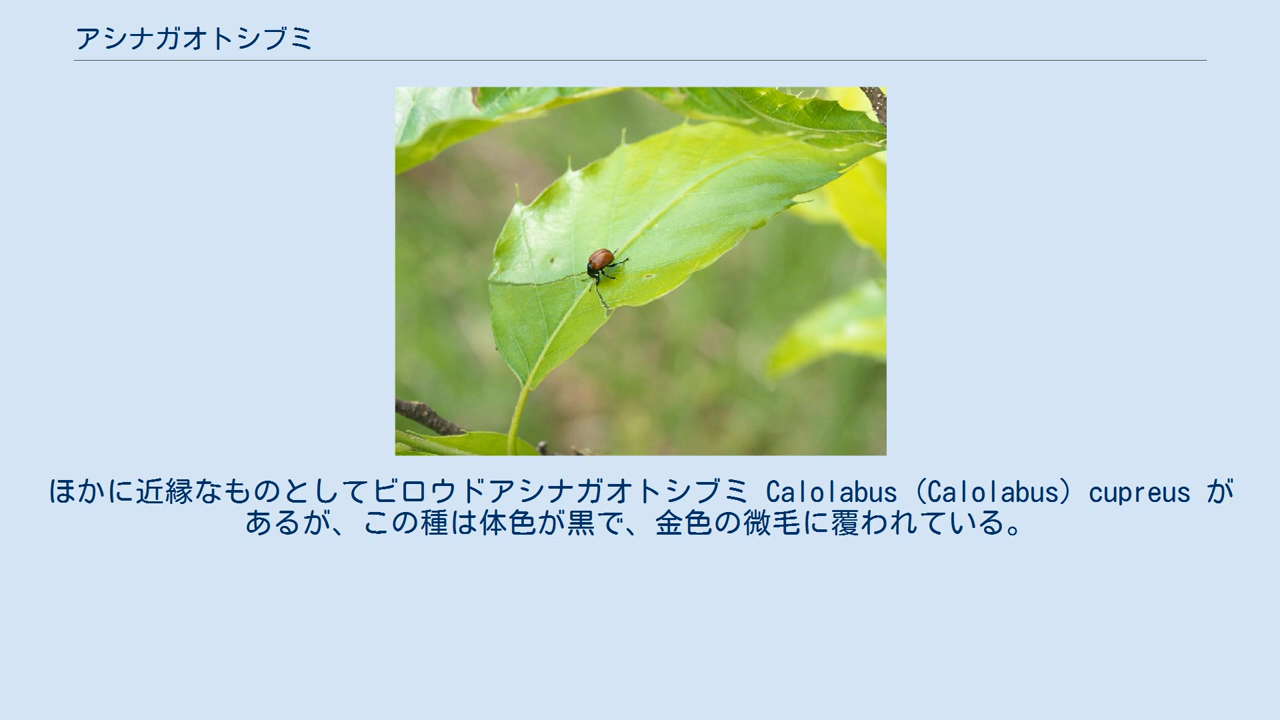 アシナガオトシブミ
ほかに近縁なものとしてビロウドアシナガオトシブミ Calolabus (Calolabus) cupreus が
あるが、この種は体色が黒で、金色の微毛に覆われている。